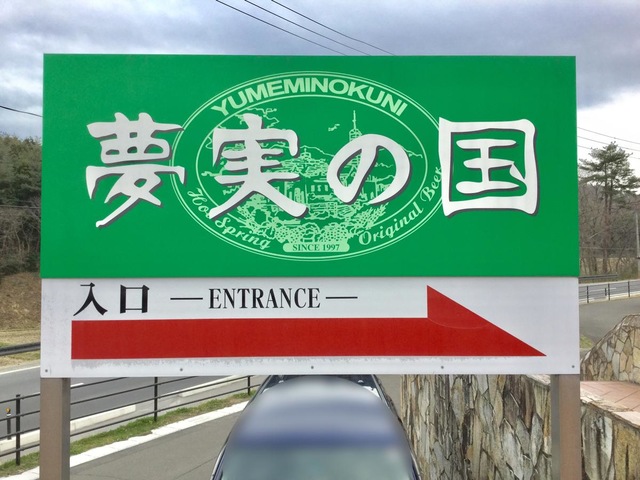 YUMEMINOKUNI
夢実の国
Hot Spring
Original Beer
SINCE 1997
入口 —ENTRANCE—